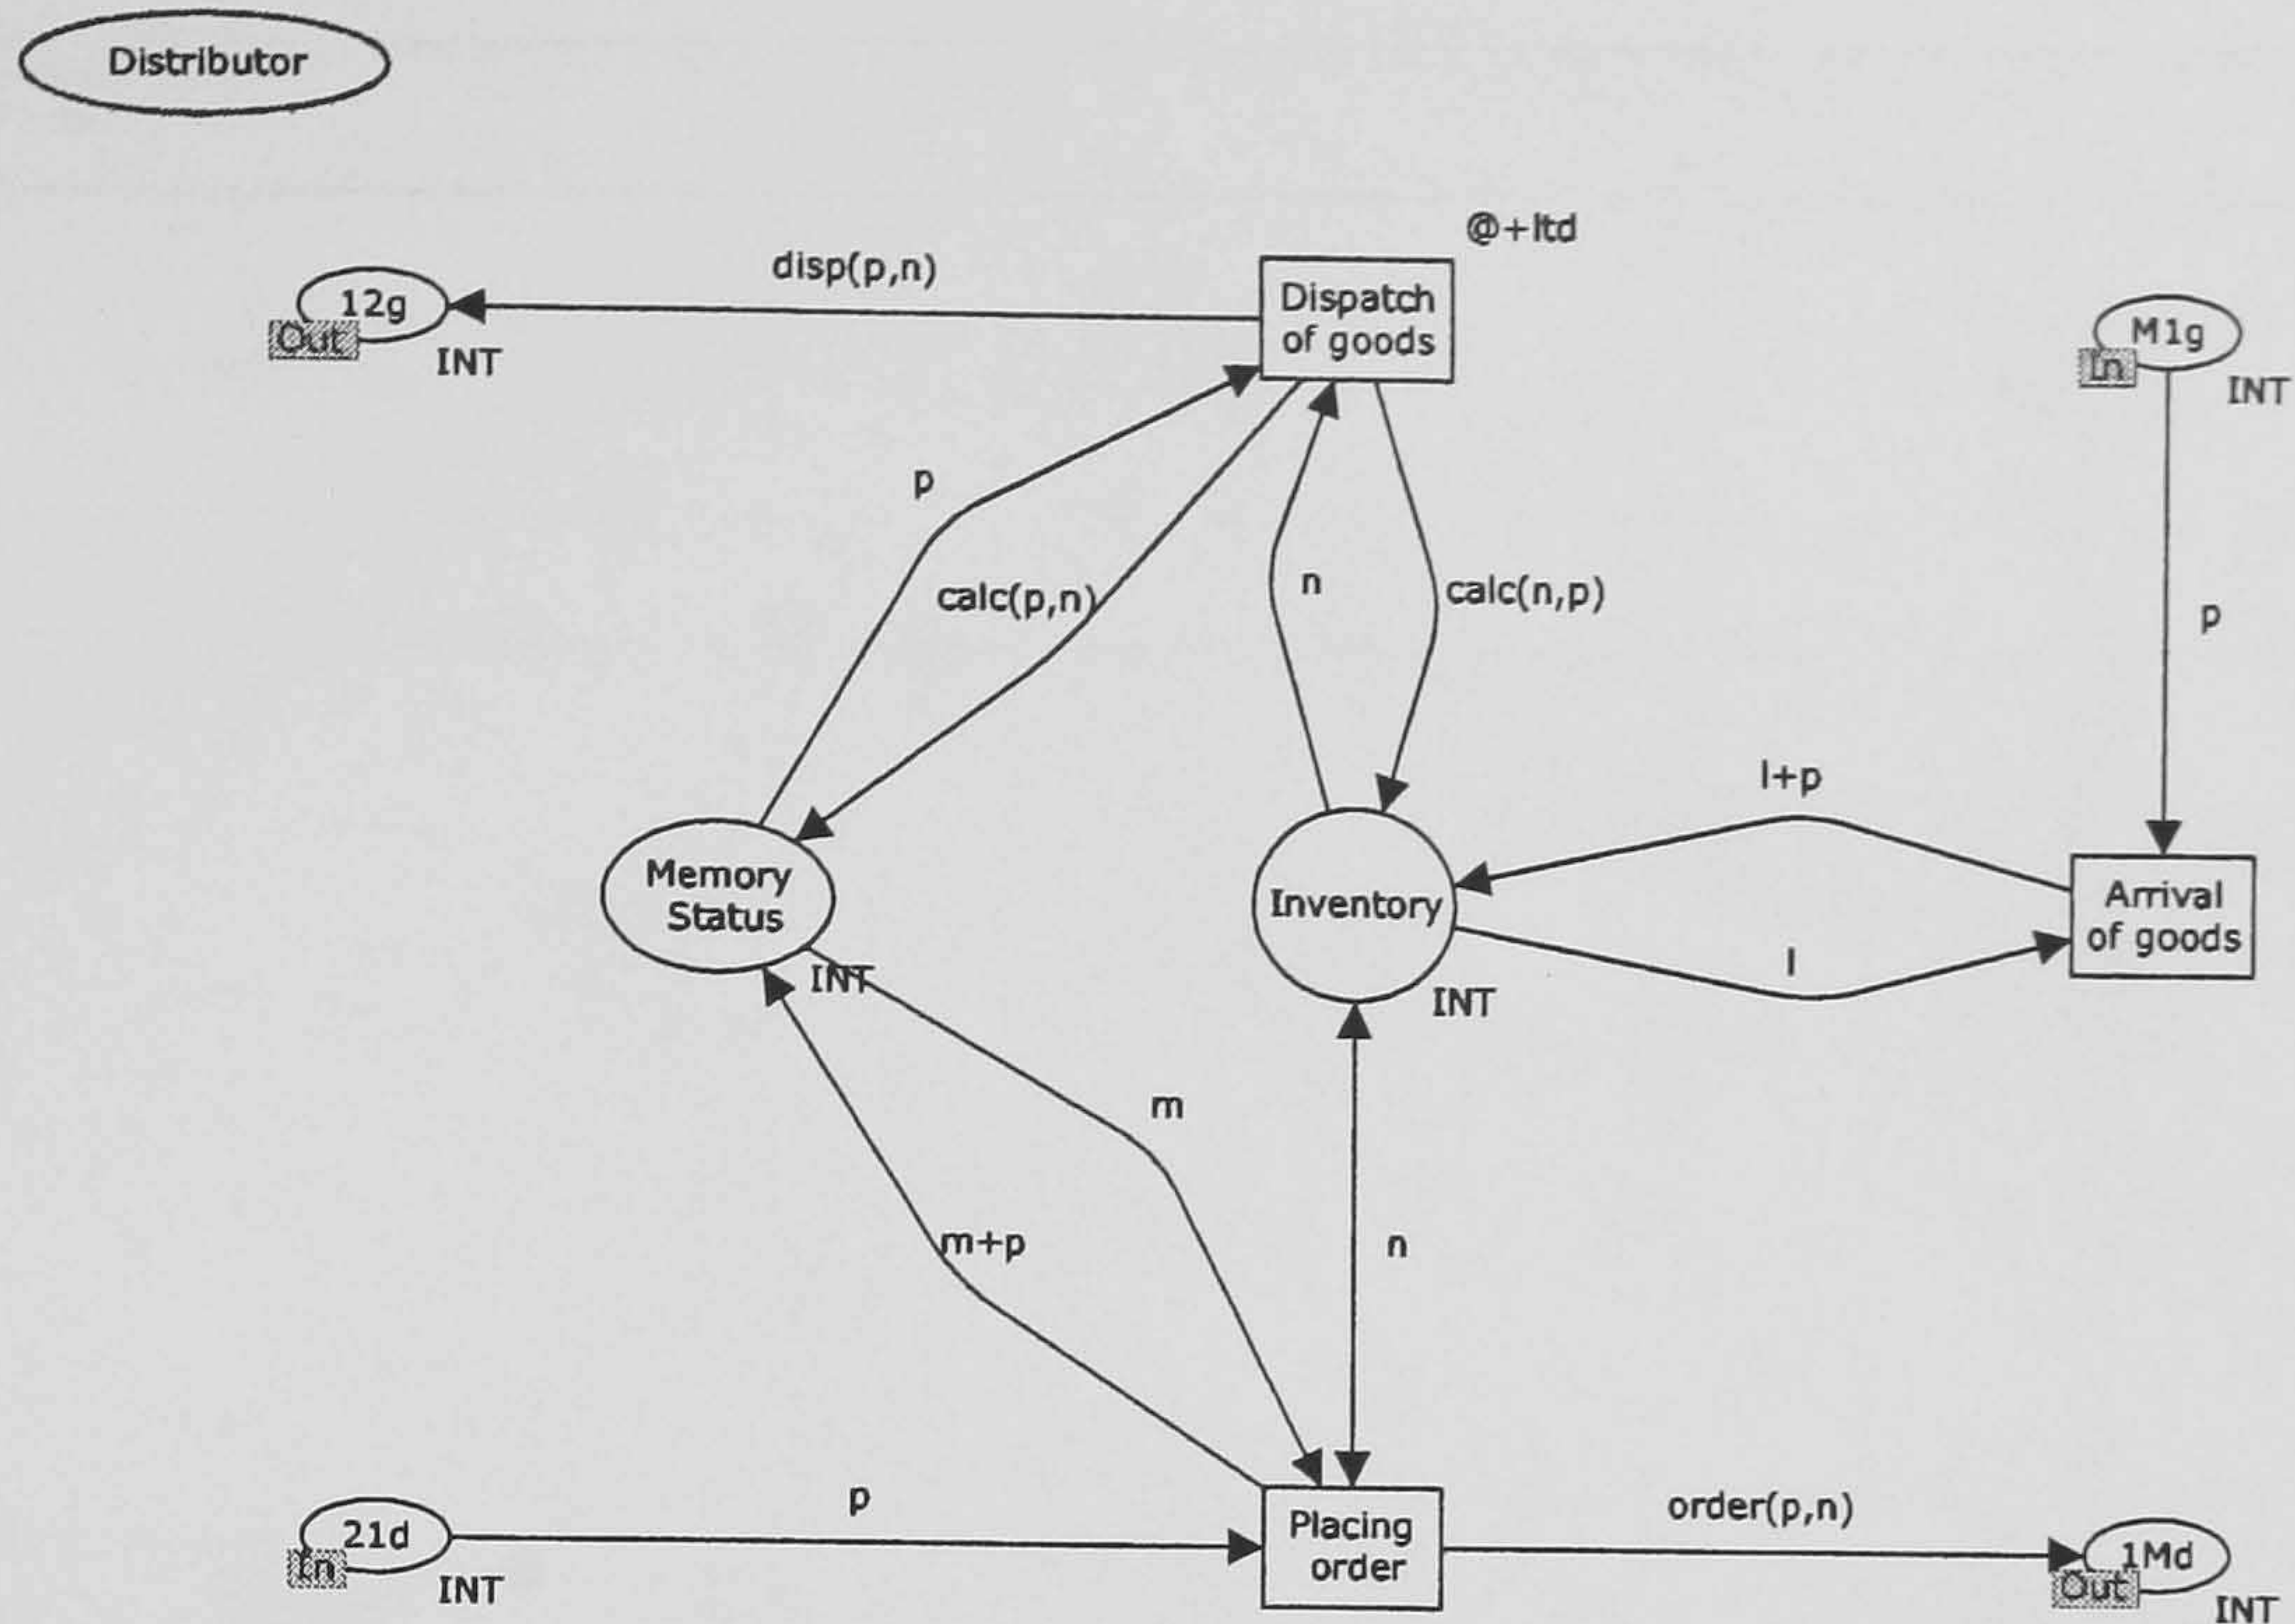 Distributor
@+ltd
disp(p,n)
12g
Out
INT
Dispatch
of goods
M1g
In
INT
p
calc(p,n)
n
calc(n,p)
p
l+p
Memory
Status
INT
Inventory
INT
l
Arrival
of goods
m
m+p
n
p
21d
In
INT
Placing
order
order(p,n)
1Md
Out
INT